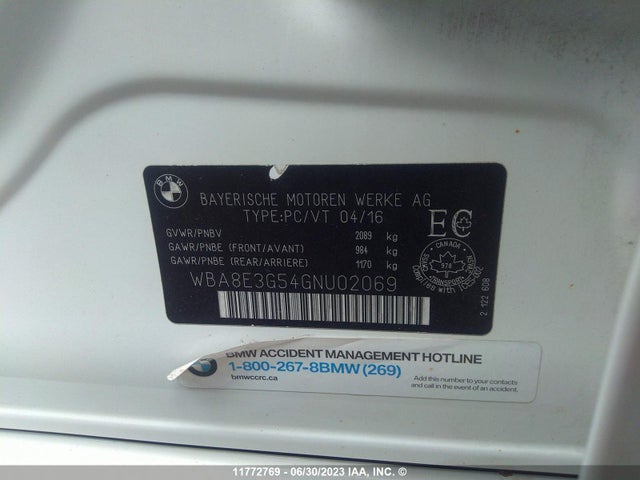 BMW
BAYERISCHE MOTOREN WERKE AG
TYPE:PC/VT 04/16
EC
GVWR/PNBV 2089 kg
GAWR/PNBE (FRONT/AVANT) 984 kg
GAWR/PNBE (REAR/ARRIERE) 1170 kg
WBA8E3G54GNU02069
CANADA
2 122 608
BMW ACCIDENT MANAGEMENT HOTLINE
1-800-267-8BMW (269)
bmwccrc.ca
Add this number to your contacts
and call in the event of an accident.
11772769 - 06/30/2023 IAA, INC. ©